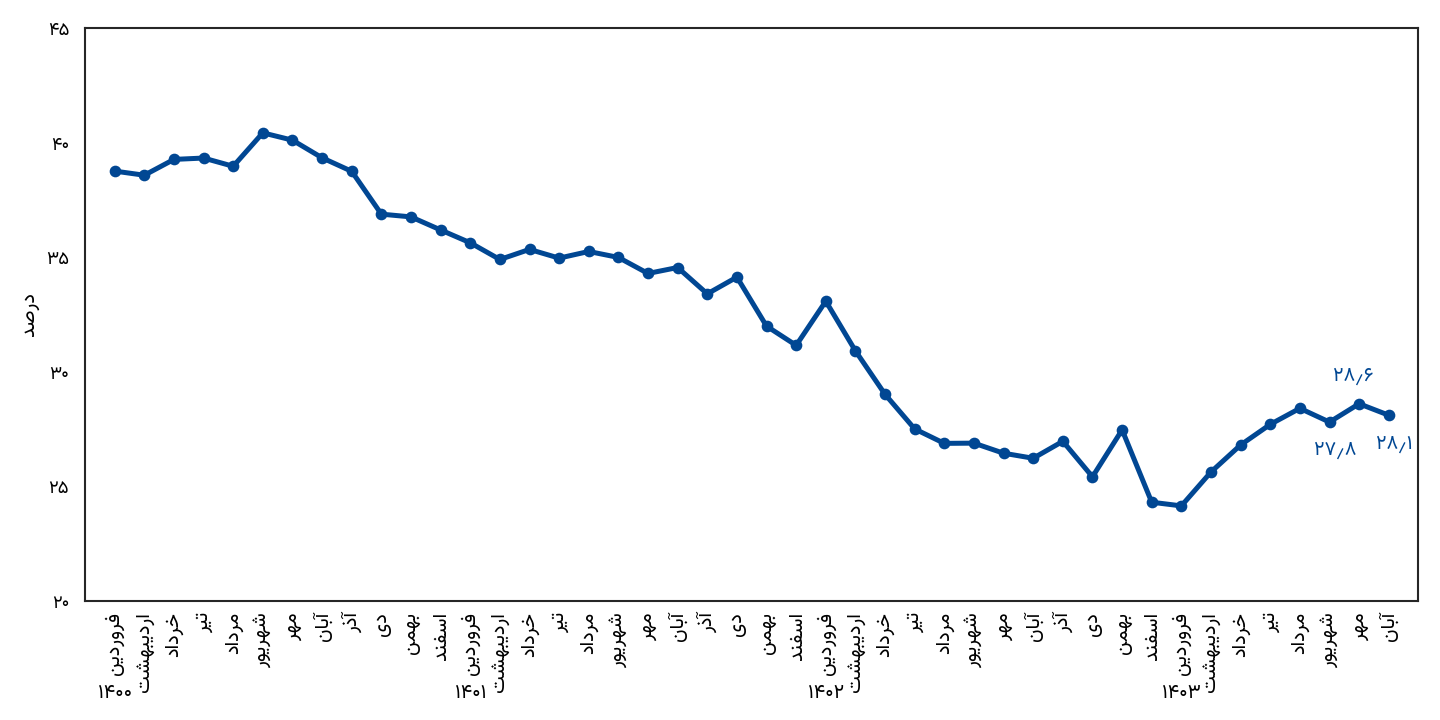 ۴۵
۴۰
۳۵
۳۰
۲۵
۲۰
درصد
۲۸٫۶
۲۷٫۸
۲۸٫۱
فروردین
اردیبهشت
خرداد
تیر
مرداد
شهریور
مهر
آبان
آذر
دی
بهمن
اسفند
فروردین
اردیبهشت
خرداد
تیر
مرداد
شهریور
مهر
آبان
آذر
دی
بهمن
اسفند
فروردین
اردیبهشت
خرداد
تیر
مرداد
شهریور
مهر
آبان
آذر
دی
بهمن
اسفند
فروردین
اردیبهشت
خرداد
تیر
مرداد
شهریور
مهر
آبان
۱۴۰۰
۱۴۰۱
۱۴۰۲
۱۴۰۳